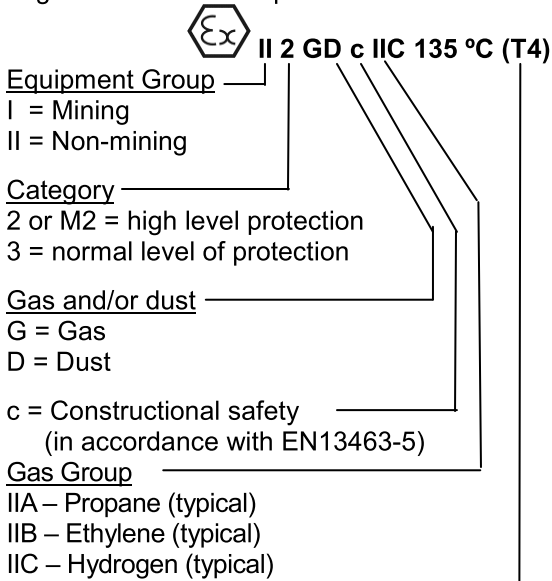 Ex II 2 GD c IIC 135 ºC (T4)
Equipment Group
I = Mining
II = Non-mining
Category
2 or M2 = high level protection
3 = normal level of protection
Gas and/or dust
G = Gas
D = Dust
c = Constructional safety
(in accordance with EN13463-5)
Gas Group
IIA – Propane (typical)
IIB – Ethylene (typical)
IIC – Hydrogen (typical)